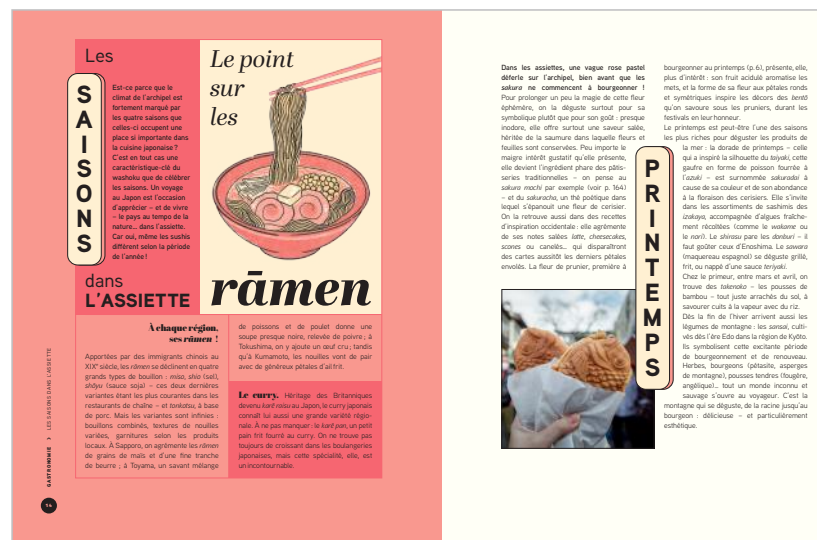 Les
SAISONS
dans
L'ASSIETTE
Est-ce parce que le
climat de l'archipel est
fortement marqué par
les quatre saisons que
celles-ci occupent une
place si importante dans
la cuisine japonaise ?
C'est en tout cas une
caractéristique-clé du
washoku que de célébrer
les saisons. Un voyage
au Japon est l'occasion
d'apprécier – et de vivre
– le pays au tempo de la
nature... dans l'assiette.
Car oui, même les sushis
diffèrent selon la période
de l'année !
Le point
sur
les
rāmen
À chaque région,
ses rāmen !
Apportées par des immigrants chinois au
XIXᵉ siècle, les rāmen se déclinent en quatre
grands types de bouillon : miso, shio (sel),
shōyu (sauce soja) – ces deux dernières
variantes étant les plus courantes dans les
restaurants de chaîne – et tonkotsu, à base
de porc. Mais les variantes sont infinies :
bouillons combinés, textures de nouilles
variées, garnitures selon les produits
locaux. À Sapporo, on agrémente les rāmen
de grains de maïs et d'une fine tranche
de beurre ; à Toyama, un savant mélange
de poissons et de poulet donne une
soupe presque noire, relevée de poivre ; à
Tokushima, on y ajoute un œuf cru ; tandis
qu'à Kumamoto, les nouilles vont de pair
avec de généreux pétales d'ail frit.
Le curry. Héritage des Britanniques
devenu karē raisu au Japon, le curry japonais
connaît lui aussi une grande variété régio-
nale. À ne pas manquer : le karē pan, un petit
pain frit fourré au curry. On ne trouve pas
toujours de croissant dans les boulangeries
japonaises, mais cette spécialité, elle, est
un incontournable.
GASTRONOMIE > LES SAISONS DANS L'ASSIETTE
14
Dans les assiettes, une vague rose pastel
déferle sur l'archipel, bien avant que les
sakura ne commencent à bourgeonner !
Pour prolonger un peu la magie de cette fleur
éphémère, on la déguste surtout pour sa
symbolique plutôt que pour son goût : presque
inodore, elle offre surtout une saveur salée,
héritée de la saumure dans laquelle fleurs et
feuilles sont conservées. Peu importe le
maigre intérêt gustatif qu'elle présente,
elle devient l'ingrédient phare des pâtis-
series traditionnelles – on pense au
sakura mochi par exemple (voir p. 164)
– et du sakuracha, un thé poétique dans
lequel s'épanouit une fleur de cerisier.
On la retrouve aussi dans des recettes
d'inspiration occidentale : elle agrémente
de ses notes salées latte, cheesecakes,
scones ou canelés... qui disparaîtront
des cartes aussitôt les derniers pétales
envolés. La fleur de prunier, première à
PRINTEMPS
bourgeonner au printemps (p. 6), présente, elle,
plus d'intérêt : son fruit acidulé aromatise les
mets, et la forme de sa fleur aux pétales ronds
et symétriques inspire les décors des bentō
qu'on savoure sous les pruniers, durant les
festivals en leur honneur.
Le printemps est peut-être l'une des saisons
les plus riches pour déguster les produits de
la mer : la dorade de printemps – celle
qui a inspiré la silhouette du taiyaki, cette
gaufre en forme de poisson fourrée à
l'azuki – est surnommée sakuradai à
cause de sa couleur et de son abondance
à la floraison des cerisiers. Elle s'invite
dans les assortiments de sashimis des
izakaya, accompagnée d'algues fraîche-
ment récoltées (comme le wakame ou
le nori). Le shirasu pare les donburi – il
faut goûter ceux d'Enoshima. Le sawara
(maquereau espagnol) se déguste grillé,
frit, ou nappé d'une sauce teriyaki.
Chez le primeur, entre mars et avril, on
trouve des takenoko – les pousses de
bambou – tout juste arrachés du sol, à
savourer cuits à la vapeur avec du riz.
Dès la fin de l'hiver arrivent aussi les
légumes de montagne : les sansai, culti-
vés dès l'ère Edo dans la région de Kyōto.
Ils symbolisent cette excitante période
de bourgeonnement et de renouveau.
Herbes, bourgeons (pétasite, asperges
de montagne), pousses tendres (fougère,
angélique)... tout un monde inconnu et
sauvage s'ouvre au voyageur. C'est la
montagne qui se déguste, de la racine jusqu'au
bourgeon : délicieuse – et particulièrement
esthétique.